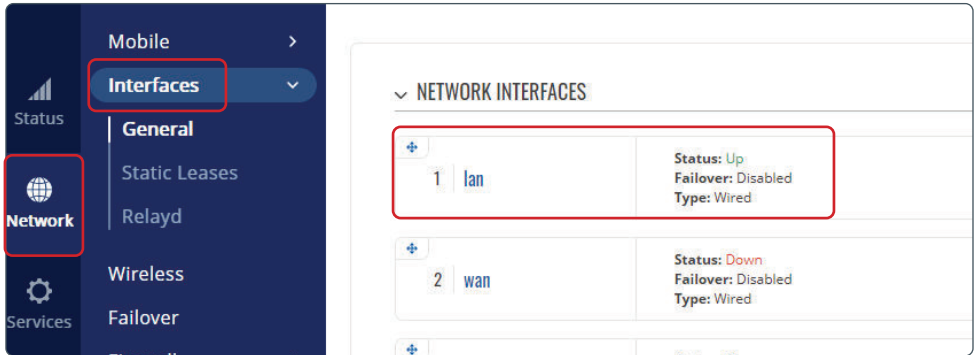 Status
Network
Services
Mobile
Interfaces
General
Static Leases
Relayd
Wireless
Failover
NETWORK INTERFACES
1 lan
Status: Up
Failover: Disabled
Type: Wired
2 wan
Status: Down
Failover: Disabled
Type: Wired